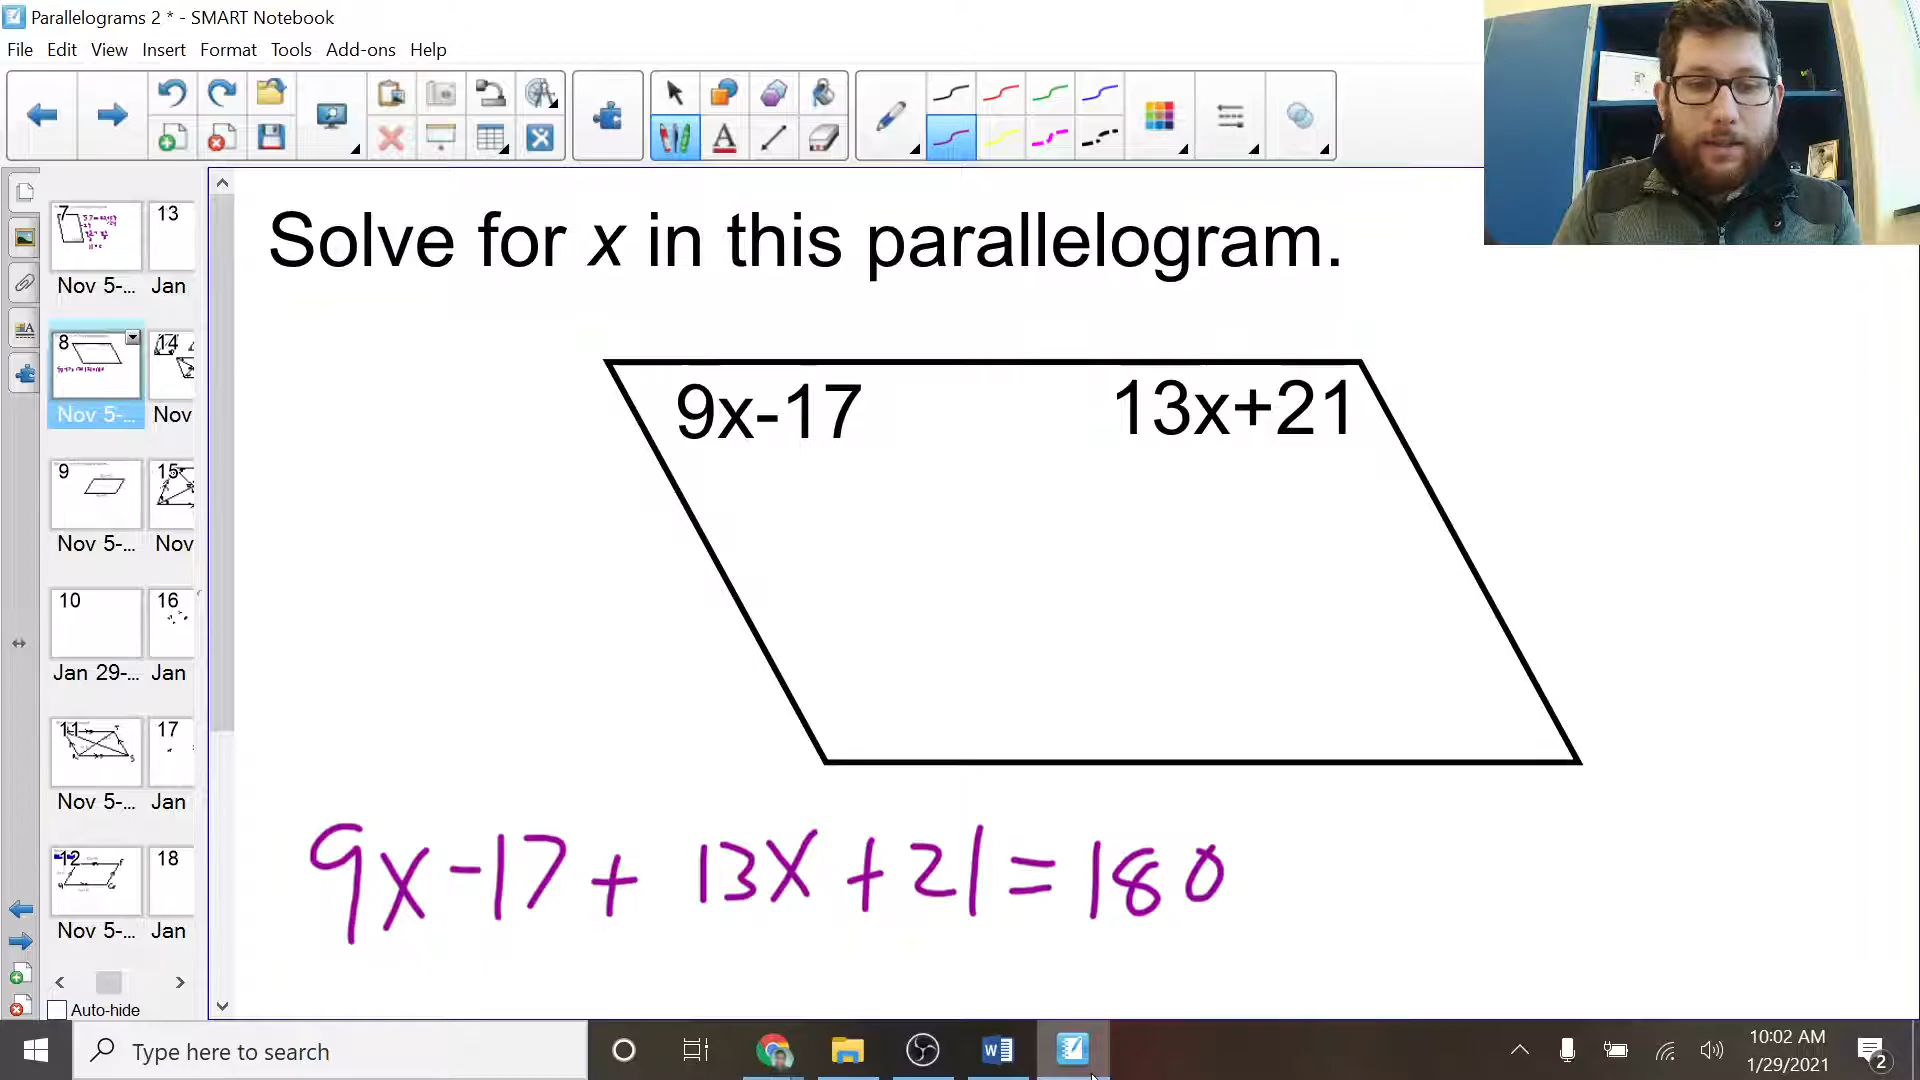 Parallelograms 2 * - SMART Notebook
File Edit View Insert Format Tools Add-ons Help
Solve for x in this parallelogram.
9x-17 13x+21
9x-17+ 13x+21=180
7 13
Nov 5-... Jan
8 14
Nov 5-... Nov
9 15
Nov 5-... Nov
10 16
Jan 29-... Jan
11 17
Nov 5-... Jan
12 18
Nov 5-... Jan
Auto-hide
Type here to search
10:02 AM
1/29/2021
2